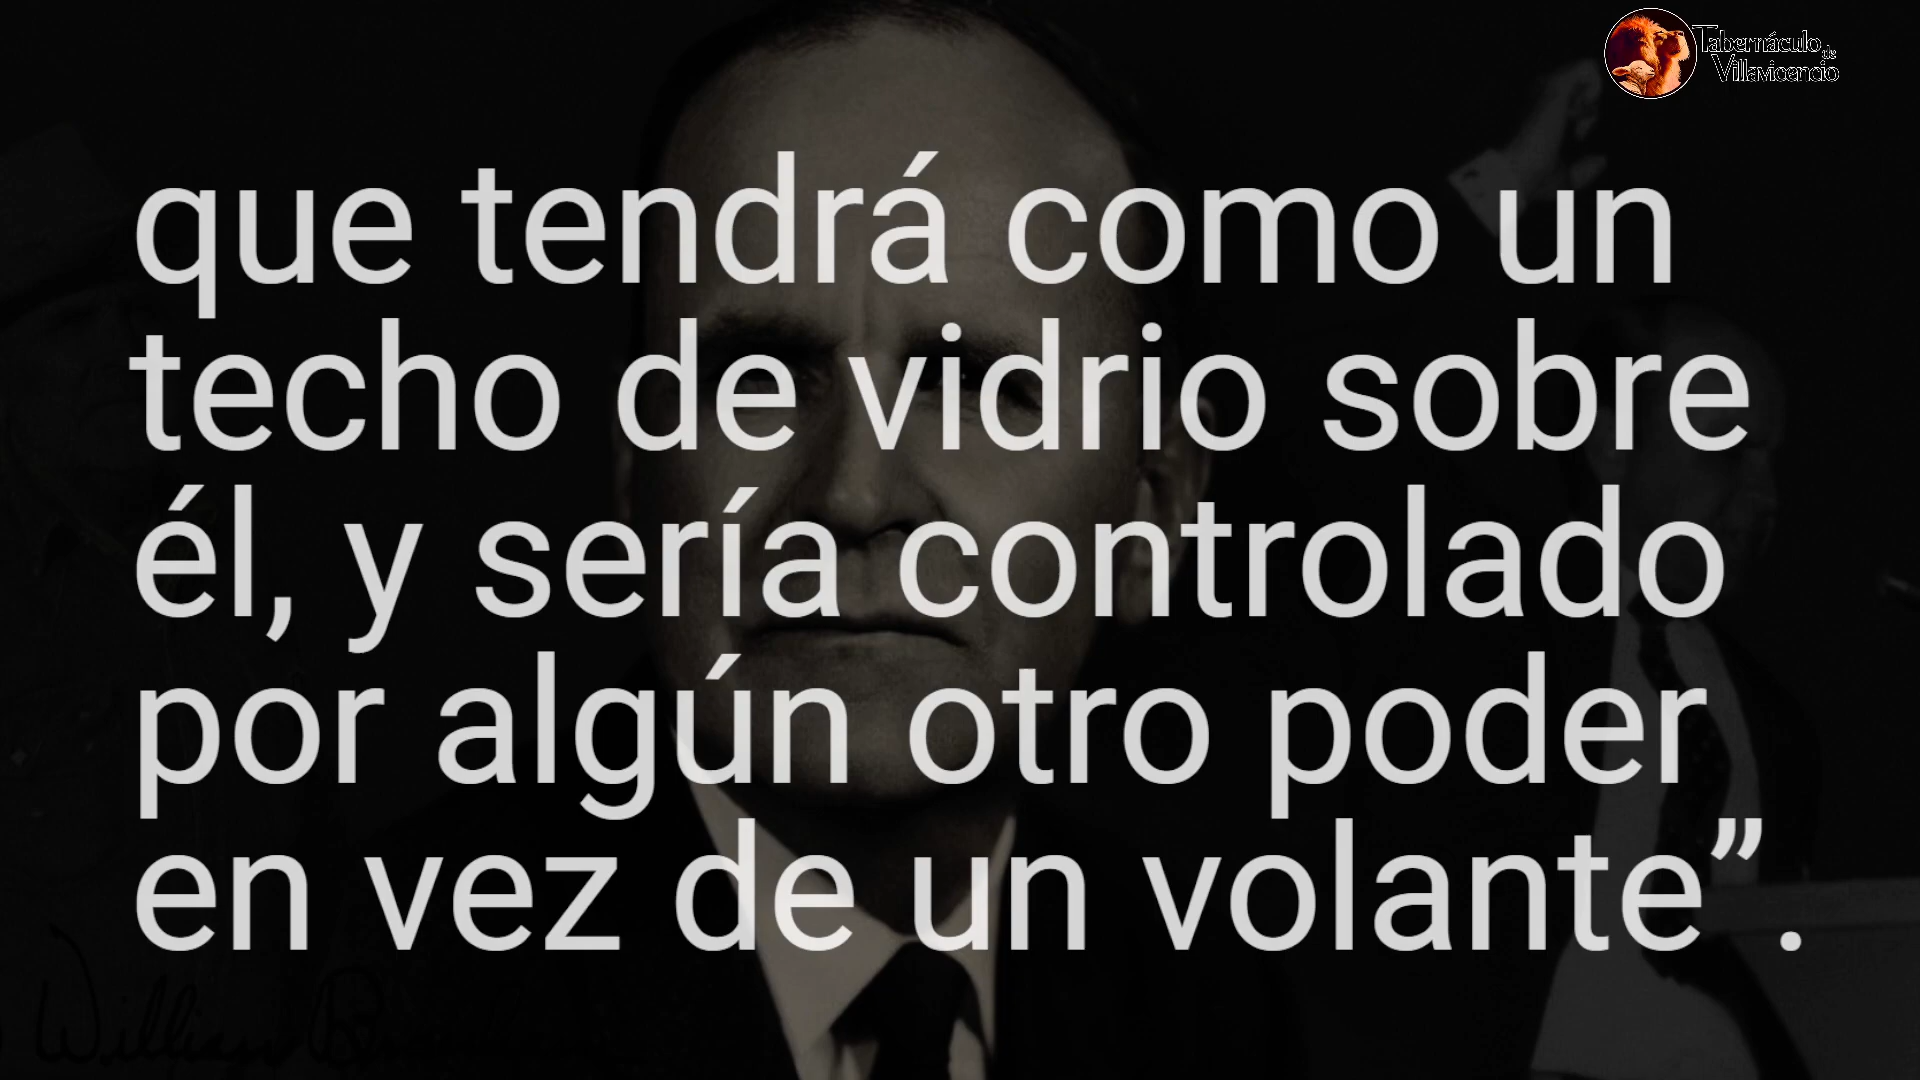 Tabernáculo de
Villavicencio
que tendrá como un
techo de vidrio sobre
él, y sería controlado
por algún otro poder
en vez de un volante”.
William